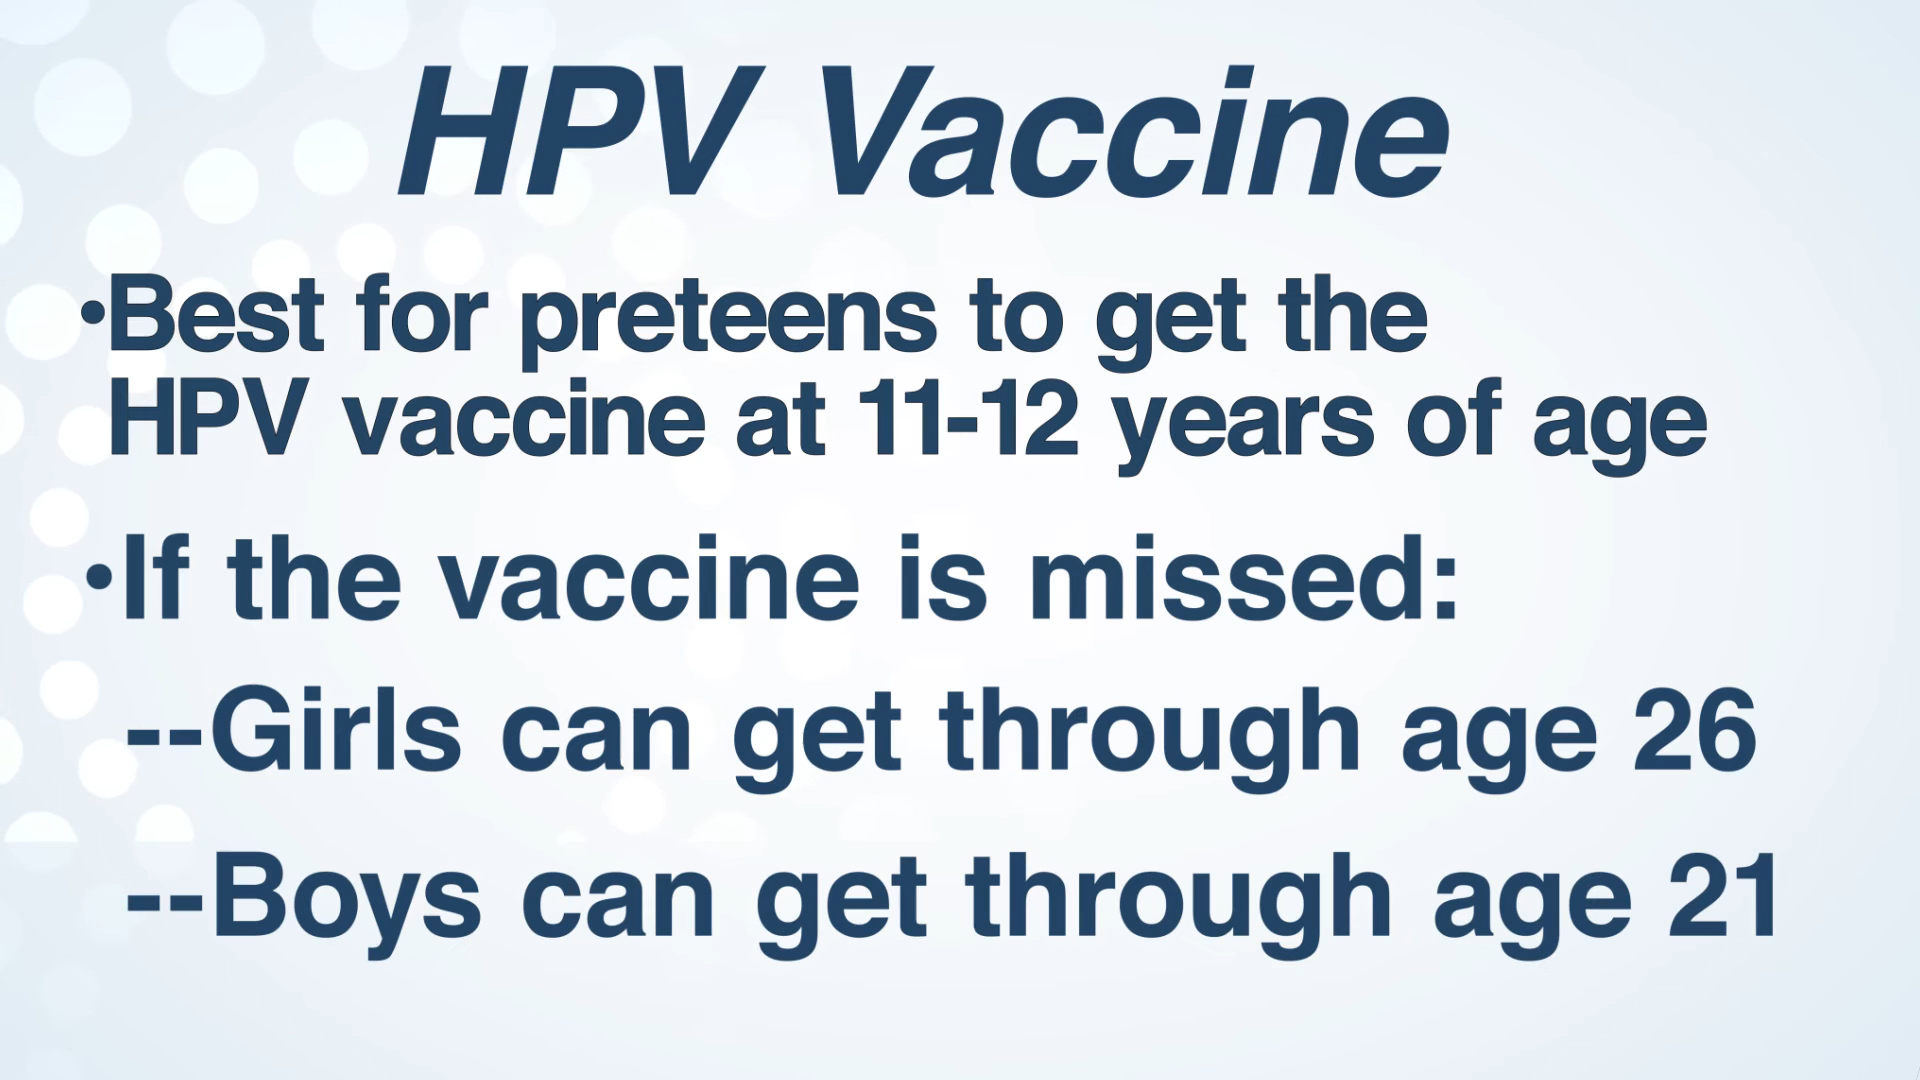 HPV Vaccine
•Best for preteens to get the
HPV vaccine at 11-12 years of age
•If the vaccine is missed:
--Girls can get through age 26
--Boys can get through age 21